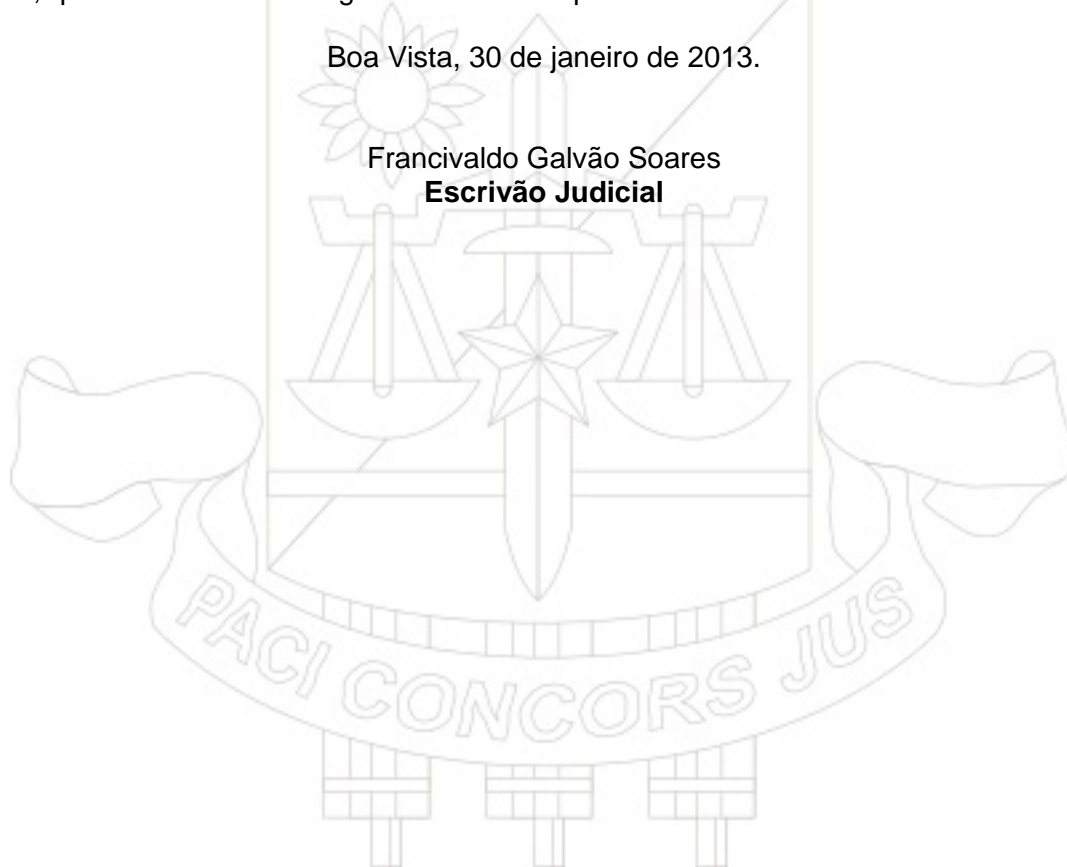 Boa Vista, 30 de janeiro de 2013.
Francivaldo Galvão Soares
Escrivão Judicial
PACI CONCORS JUS